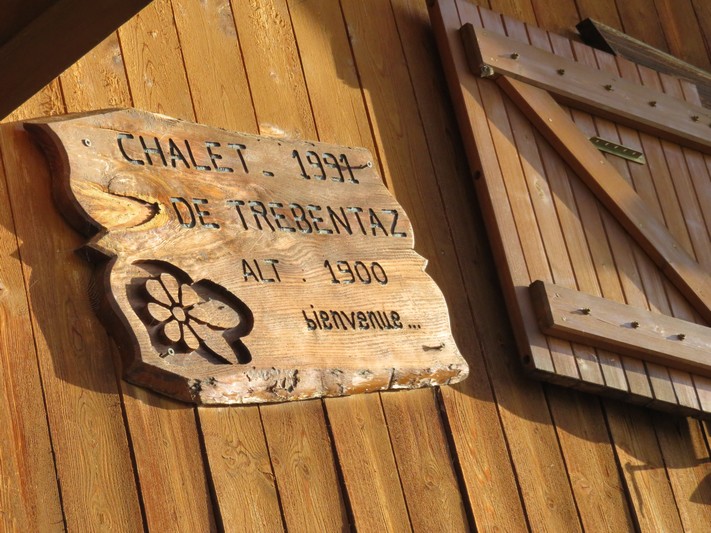 CHALET - 1991
DE TREBENTAZ
ALT . 1900
bienvenue...